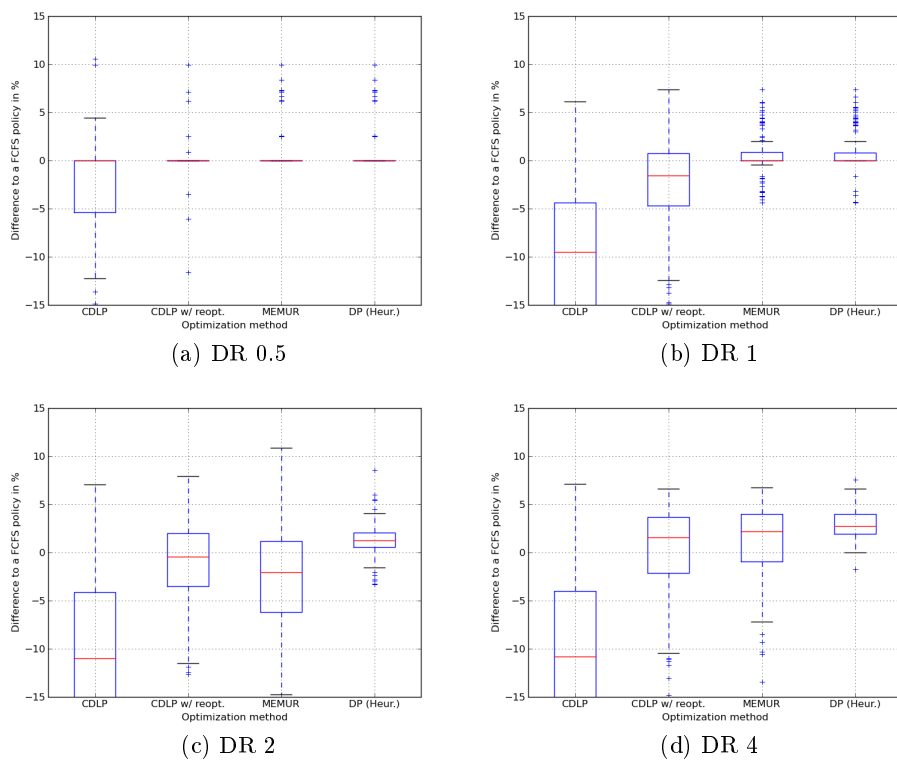 15
10
5
0
−5
−10
−15
Difference to a FCFS policy in %
CDLP CDLP w/ reopt. MEMUR DP (Heur.)
Optimization method
(a) DR 0.5
15
10
5
0
−5
−10
−15
Difference to a FCFS policy in %
CDLP CDLP w/ reopt. MEMUR DP (Heur.)
Optimization method
(b) DR 1
15
10
5
0
−5
−10
−15
Difference to a FCFS policy in %
CDLP CDLP w/ reopt. MEMUR DP (Heur.)
Optimization method
(c) DR 2
15
10
5
0
−5
−10
−15
Difference to a FCFS policy in %
CDLP CDLP w/ reopt. MEMUR DP (Heur.)
Optimization method
(d) DR 4